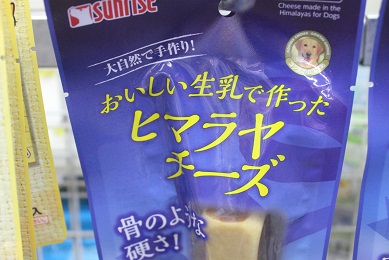 SUNRISE
Cheese made in the
Himalayas for Dogs
大自然で手作り!
おいしい生乳で作った
ヒマラヤ
チーズ
骨のような
硬さ!
入